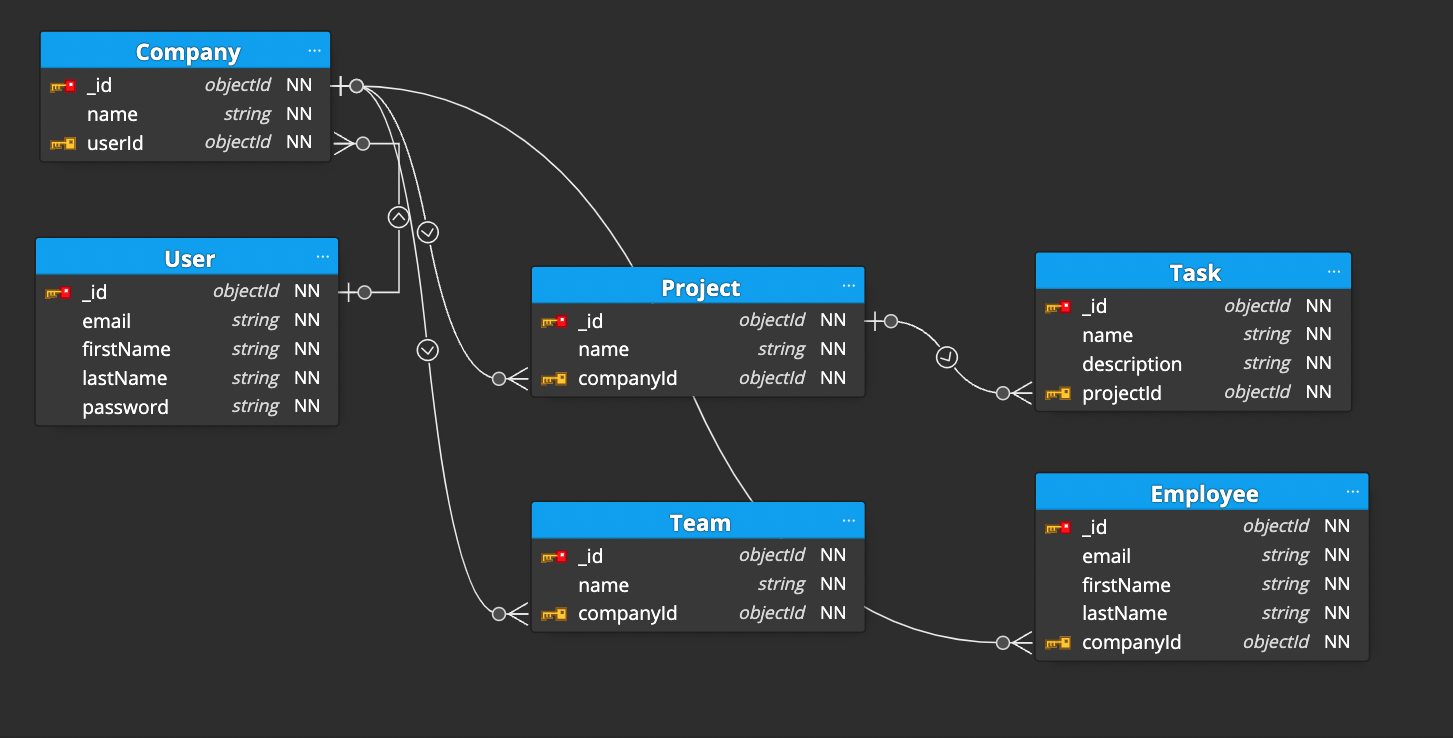 Company ...
_id objectId NN
name string NN
userId objectId NN
User ...
_id objectId NN
email string NN
firstName string NN
lastName string NN
password string NN
Project ...
_id objectId NN
name string NN
companyId objectId NN
Task ...
_id objectId NN
name string NN
description string NN
projectId objectId NN
Team ...
_id objectId NN
name string NN
companyId objectId NN
Employee ...
_id objectId NN
email string NN
firstName string NN
lastName string NN
companyId objectId NN